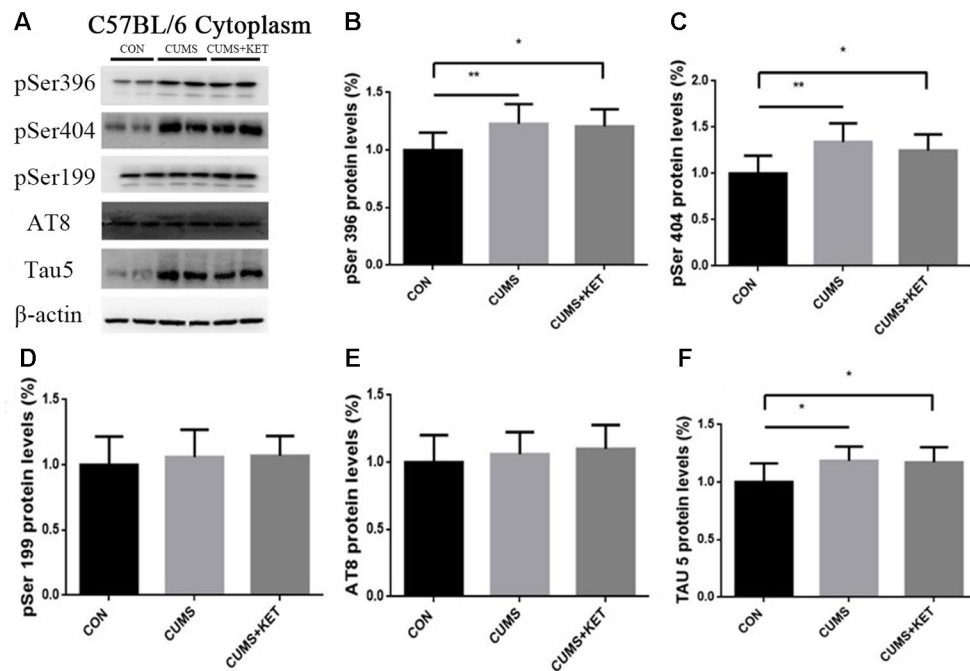 A
C57BL/6 Cytoplasm
CON CUMS CUMS+KET
pSer396
pSer404
pSer199
AT8
Tau5
β-actin
B
pSer 396 protein levels (%)
1.5
1.0
0.5
0.0
*
**
CON
CUMS
CUMS+KET
C
pSer 404 protein levels (%)
2.0
1.5
1.0
0.5
0.0
*
**
CON
CUMS
CUMS+KET
D
pSer 199 protein levels (%)
1.5
1.0
0.5
0.0
CON
CUMS
CUMS+KET
E
AT8 protein levels (%)
1.5
1.0
0.5
0.0
CON
CUMS
CUMS+KET
F
TAU 5 protein levels (%)
1.5
1.0
0.5
0.0
*
*
CON
CUMS
CUMS+KET